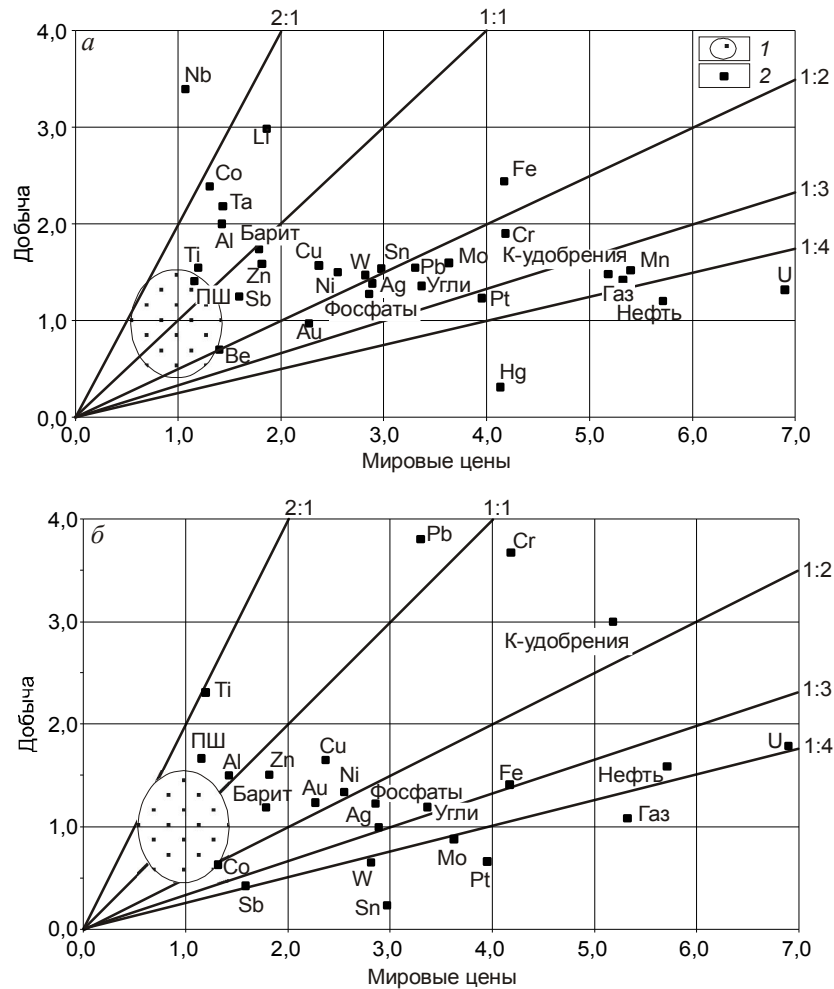 2:1
1:1
4,0
а
1
2
1:2
Nb
3,0
Li
Fe
Co
Та
1:3
2,0
Al
Барит
Cr
1:4
К-удобрения
Mn
Ti
Zn
Cu
Ni
W
Sn
Pb
Mo
U
ПШ
Sb
Ag
Угли
Фосфаты
Pt
Газ
Нефть
1,0
Au
Be
Hg
0,0
0,0
1,0
2,0
3,0
4,0
5,0
6,0
7,0
Добыча
Мировые цены
2:1
1:1
4,0
б
Pb
Cr
1:2
3,0
К-удобрения
Ti
1:3
2,0
ПШ
Al
Zn
Cu
U
1:4
Барит
Au
Ni
Фосфаты
Fe
Нефть
Ag
Угли
Газ
1,0
Co
W
Mo
Pt
Sb
Sn
0,0
0,0
1,0
2,0
3,0
4,0
5,0
6,0
7,0
Добыча
Мировые цены